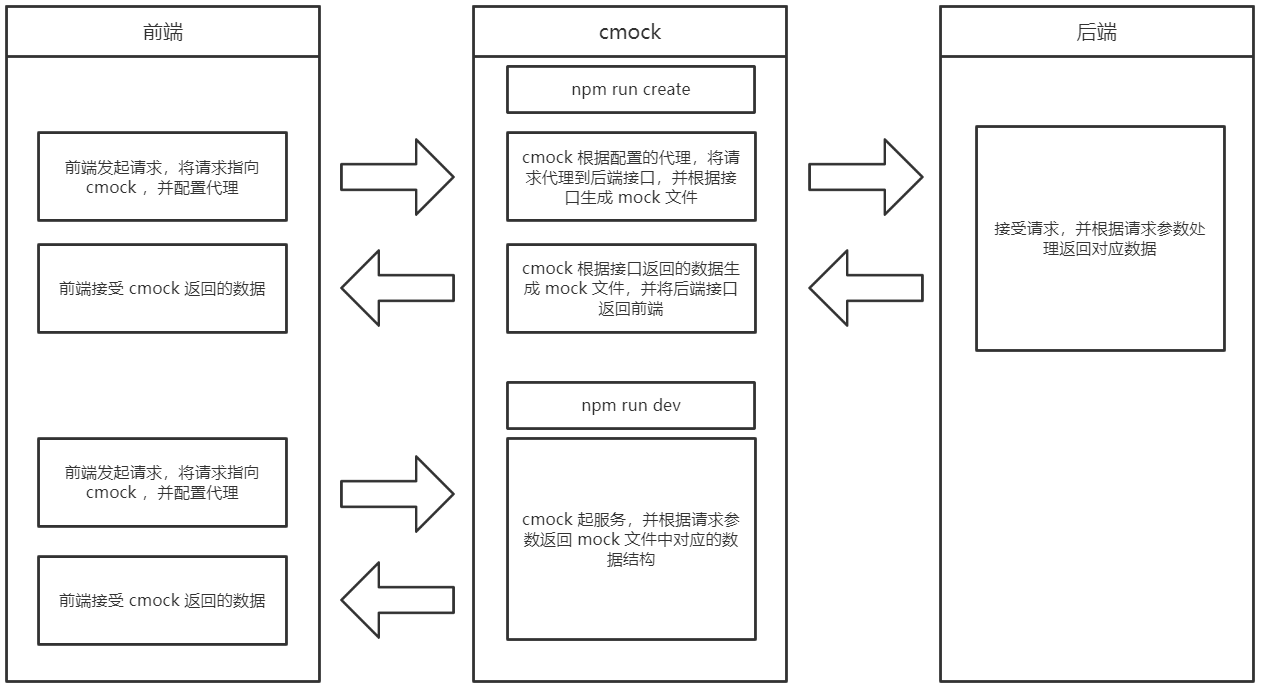 前端
cmock
后端
npm run create
前端发起请求，将请求指向
cmock ，并配置代理
cmock 根据配置的代理，将请
求代理到后端接口，并根据接
口生成 mock 文件
接受请求，并根据请求参数处
理返回对应数据
前端接受 cmock 返回的数据
cmock 根据接口返回的数据生
成 mock 文件，并将后端接口
返回前端
npm run dev
前端发起请求，将请求指向
cmock ，并配置代理
cmock 起服务，并根据请求参
数返回 mock 文件中对应的数
据结构
前端接受 cmock 返回的数据